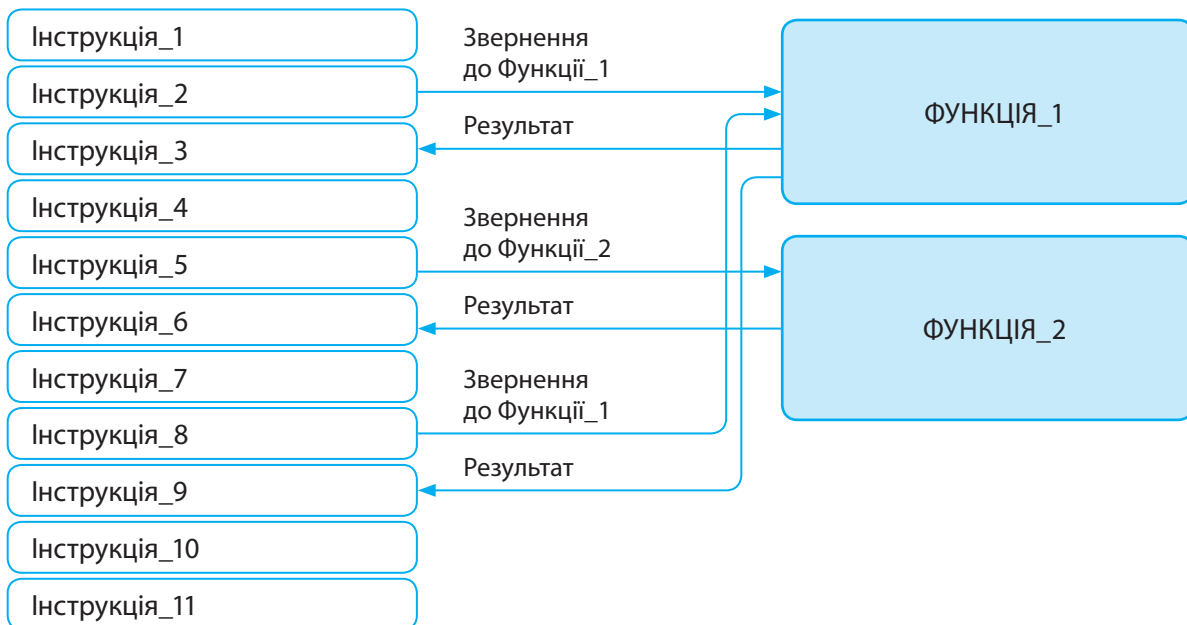 Інструкція_1
Інструкція_2
Інструкція_3
Інструкція_4
Інструкція_5
Інструкція_6
Інструкція_7
Інструкція_8
Інструкція_9
Інструкція_10
Інструкція_11
Звернення
до Функції_1
Результат
Звернення
до Функції_2
Результат
Звернення
до Функції_1
Результат
ФУНКЦІЯ_1
ФУНКЦІЯ_2